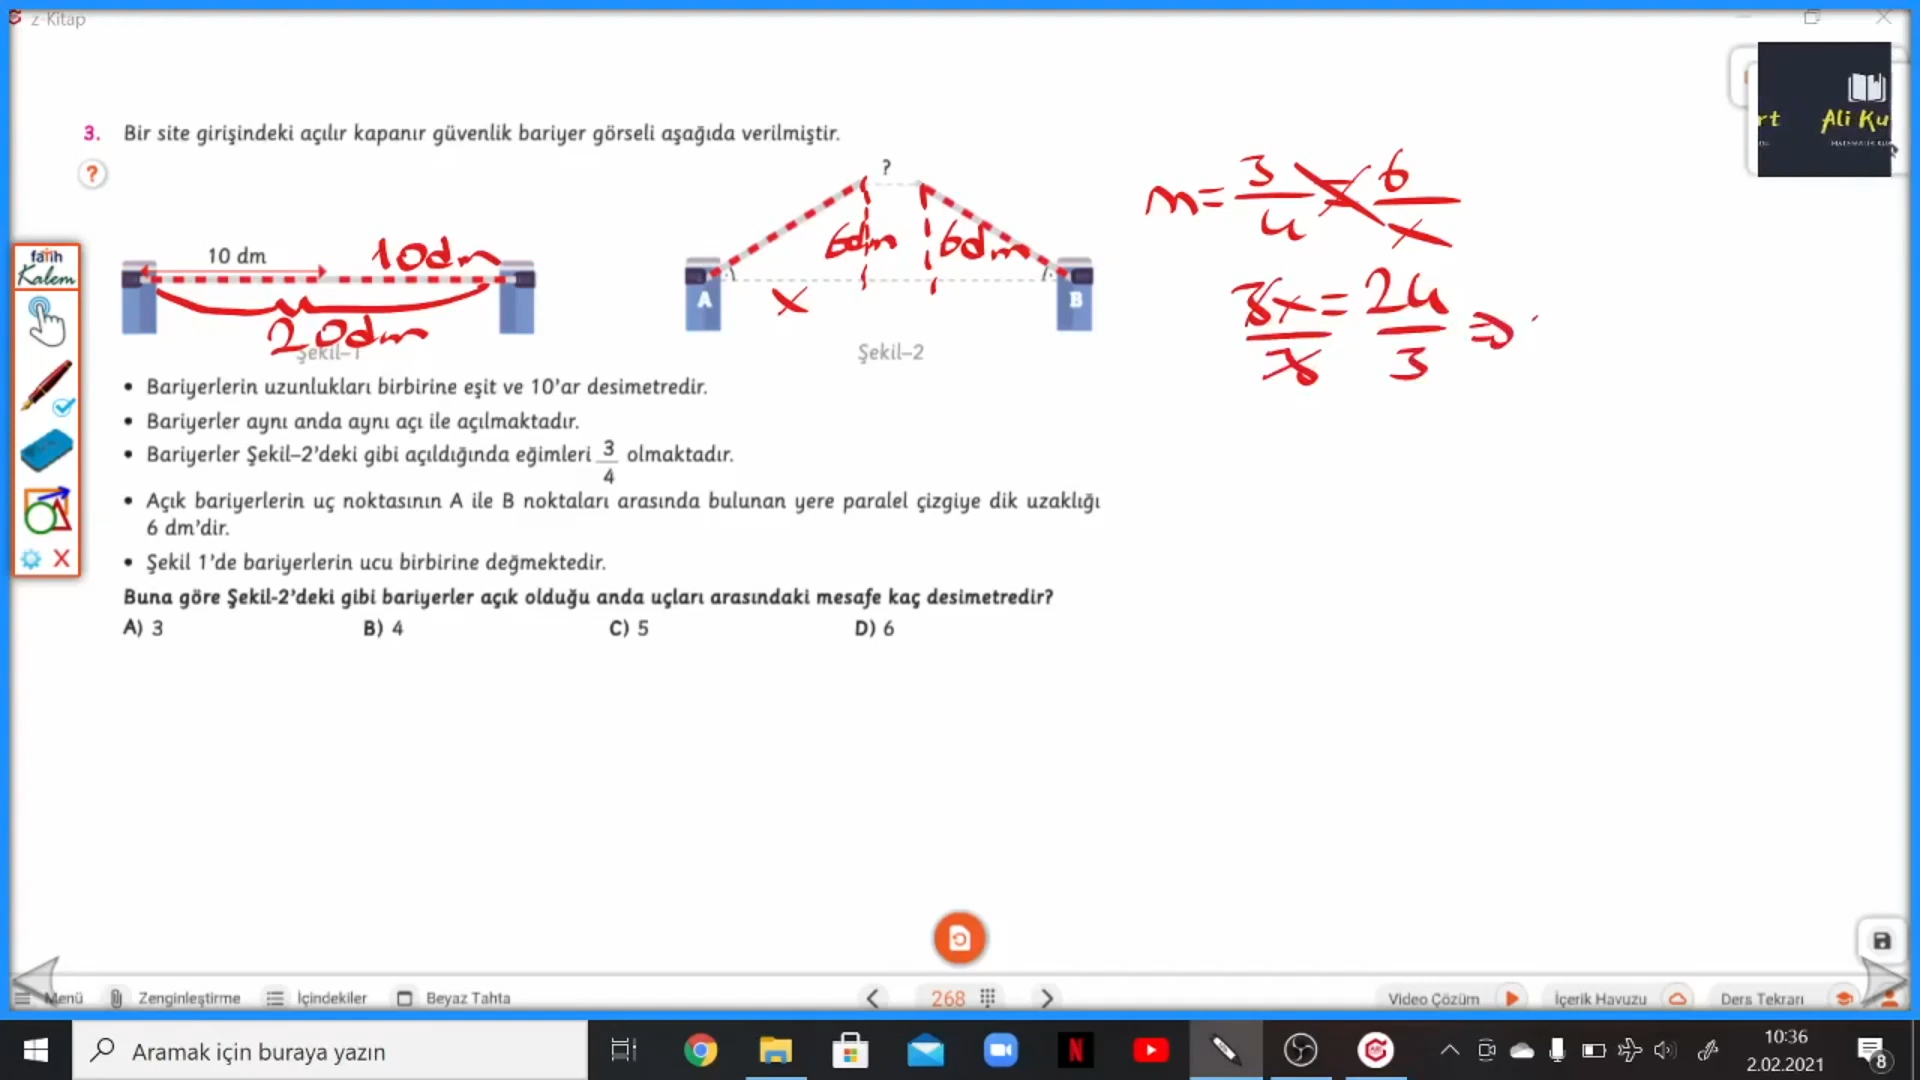 z-Kitap
rt Ali Ku
3. Bir site girişindeki açılır kapanır güvenlik bariyer görseli aşağıda verilmiştir.
?
?
10 dm
10dm
20dm
Şekil–1
6dm
6dm
x
A
B
Şekil–2
m = 3/4 = 6/x
3x/3 = 24/3 ⇒
fatih
Kalem
• Bariyerlerin uzunlukları birbirine eşit ve 10'ar desimetredir.
• Bariyerler aynı anda aynı açı ile açılmaktadır.
• Bariyerler Şekil–2'deki gibi açıldığında eğimleri 3/4 olmaktadır.
• Açık bariyerlerin uç noktasının A ile B noktaları arasında bulunan yere paralel çizgiye dik uzaklığı
6 dm'dir.
• Şekil 1'de bariyerlerin ucu birbirine değmektedir.
Buna göre Şekil-2'deki gibi bariyerler açık olduğu anda uçları arasındaki mesafe kaç desimetredir?
A) 3 B) 4 C) 5 D) 6
Menü Zenginleştirme İçindekiler Beyaz Tahta 268 Video Çözüm İçerik Havuzu Ders Tekrarı
Aramak için buraya yazın
10:36
2.02.2021
8